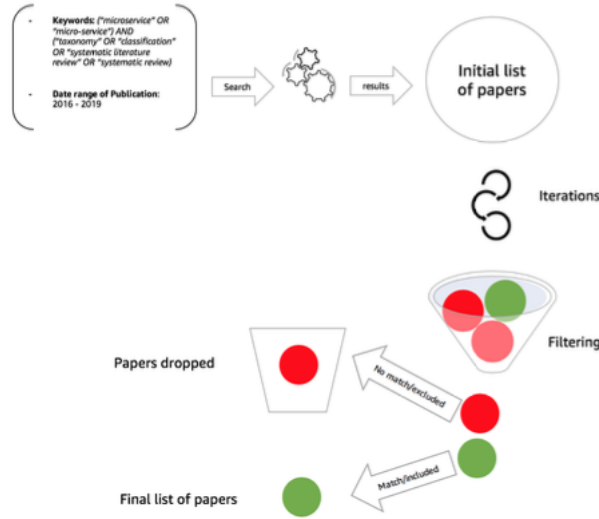 - Keywords: ("microservice" OR
"micro-service") AND
("taxonomy" OR "classification"
OR "systematic literature
review" OR "systematic review)
- Date range of Publication:
2016 - 2019
Search
results
Initial list
of papers
Iterations
Filtering
Papers dropped
No match/excluded
Match/included
Final list of papers